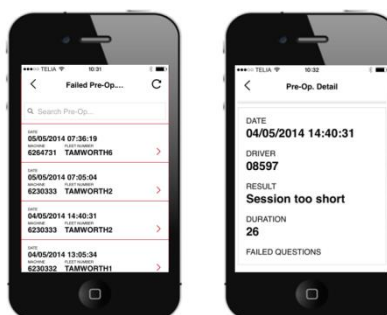 TELIA 10:31
Failed Pre-Op....
Search Pre-Op...
DATE
05/05/2014 07:36:19
MACHINE FLEET NUMBER
6264731 TAMWORTH6
DATE
05/05/2014 07:05:04
MACHINE FLEET NUMBER
6230333 TAMWORTH2
DATE
04/05/2014 14:40:31
MACHINE FLEET NUMBER
6230333 TAMWORTH2
DATE
04/05/2014 13:05:34
MACHINE FLEET NUMBER
6230332 TAMWORTH1
TELIA 10:32
Pre-Op. Detail
DATE
04/05/2014 14:40:31
DRIVER
08597
RESULT
Session too short
DURATION
26
FAILED QUESTIONS